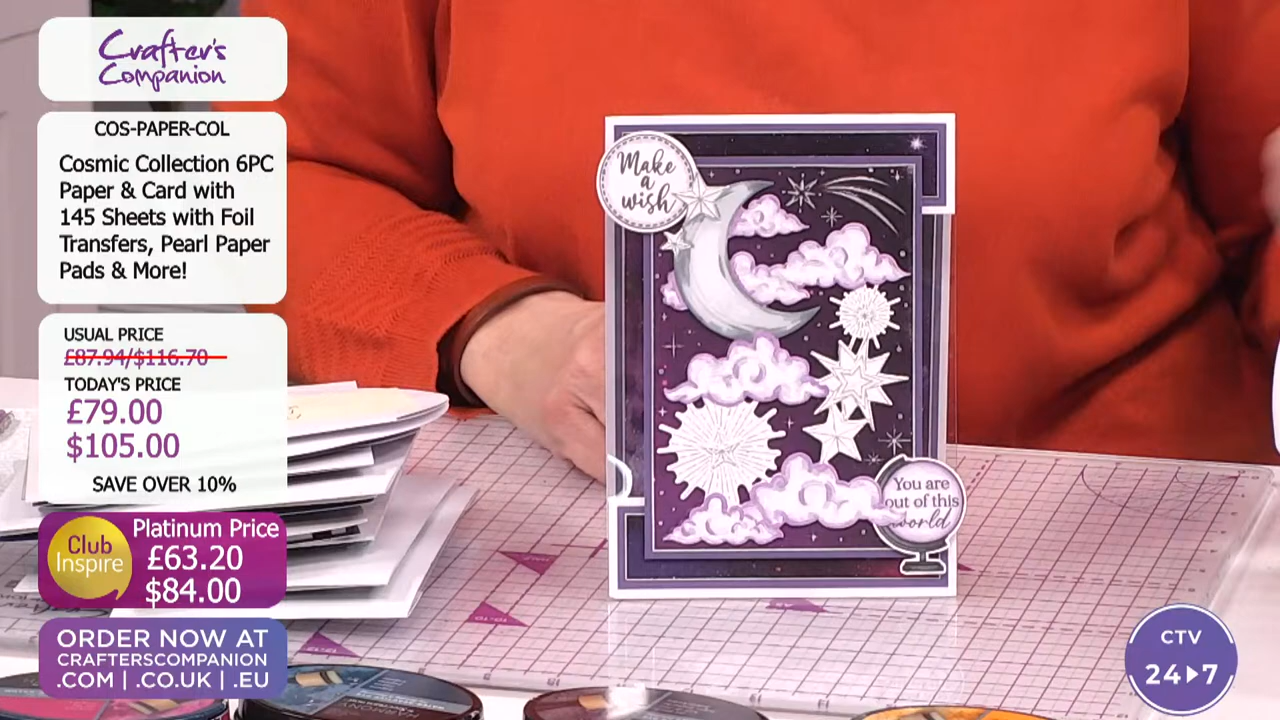 Crafter's
Companion
COS-PAPER-COL
Cosmic Collection 6PC
Paper & Card with
145 Sheets with Foil
Transfers, Pearl Paper
Pads & More!
USUAL PRICE
£87.94/$116.70
TODAY'S PRICE
£79.00
$105.00
SAVE OVER 10%
Club
Inspire
Platinum Price
£63.20
$84.00
ORDER NOW AT
CRAFTERSCOMPANION
.COM | .CO.UK | .EU
Make
a
wish
You are
out of this
world
CTV
24▶7